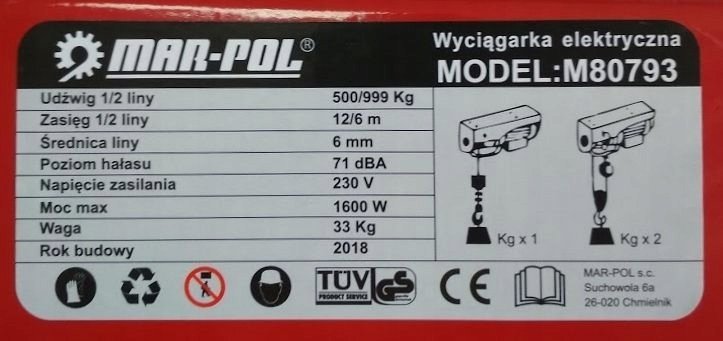 MAR-POL®
Wyciągarka elektryczna
MODEL:M80793
Udźwig 1/2 liny 500/999 Kg
Zasięg 1/2 liny 12/6 m
Średnica liny 6 mm
Poziom hałasu 71 dBA
Napięcie zasilania 230 V
Moc max 1600 W
Waga 33 Kg
Rok budowy 2018
Kg x 1
Kg x 2
TÜV
PRODUCT SERVICE
GS
CE
MAR-POL s.c.
Suchowola 6a
26-020 Chmielnik